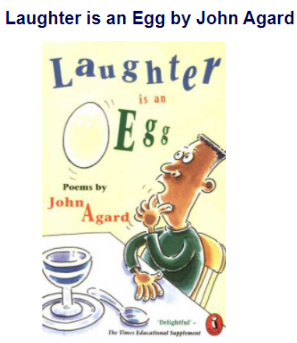 Laughter is an Egg by John Agard
Laughter
is an
Egg
Poems by
John
Agard
'Delightful' –
The Times Educational Supplement